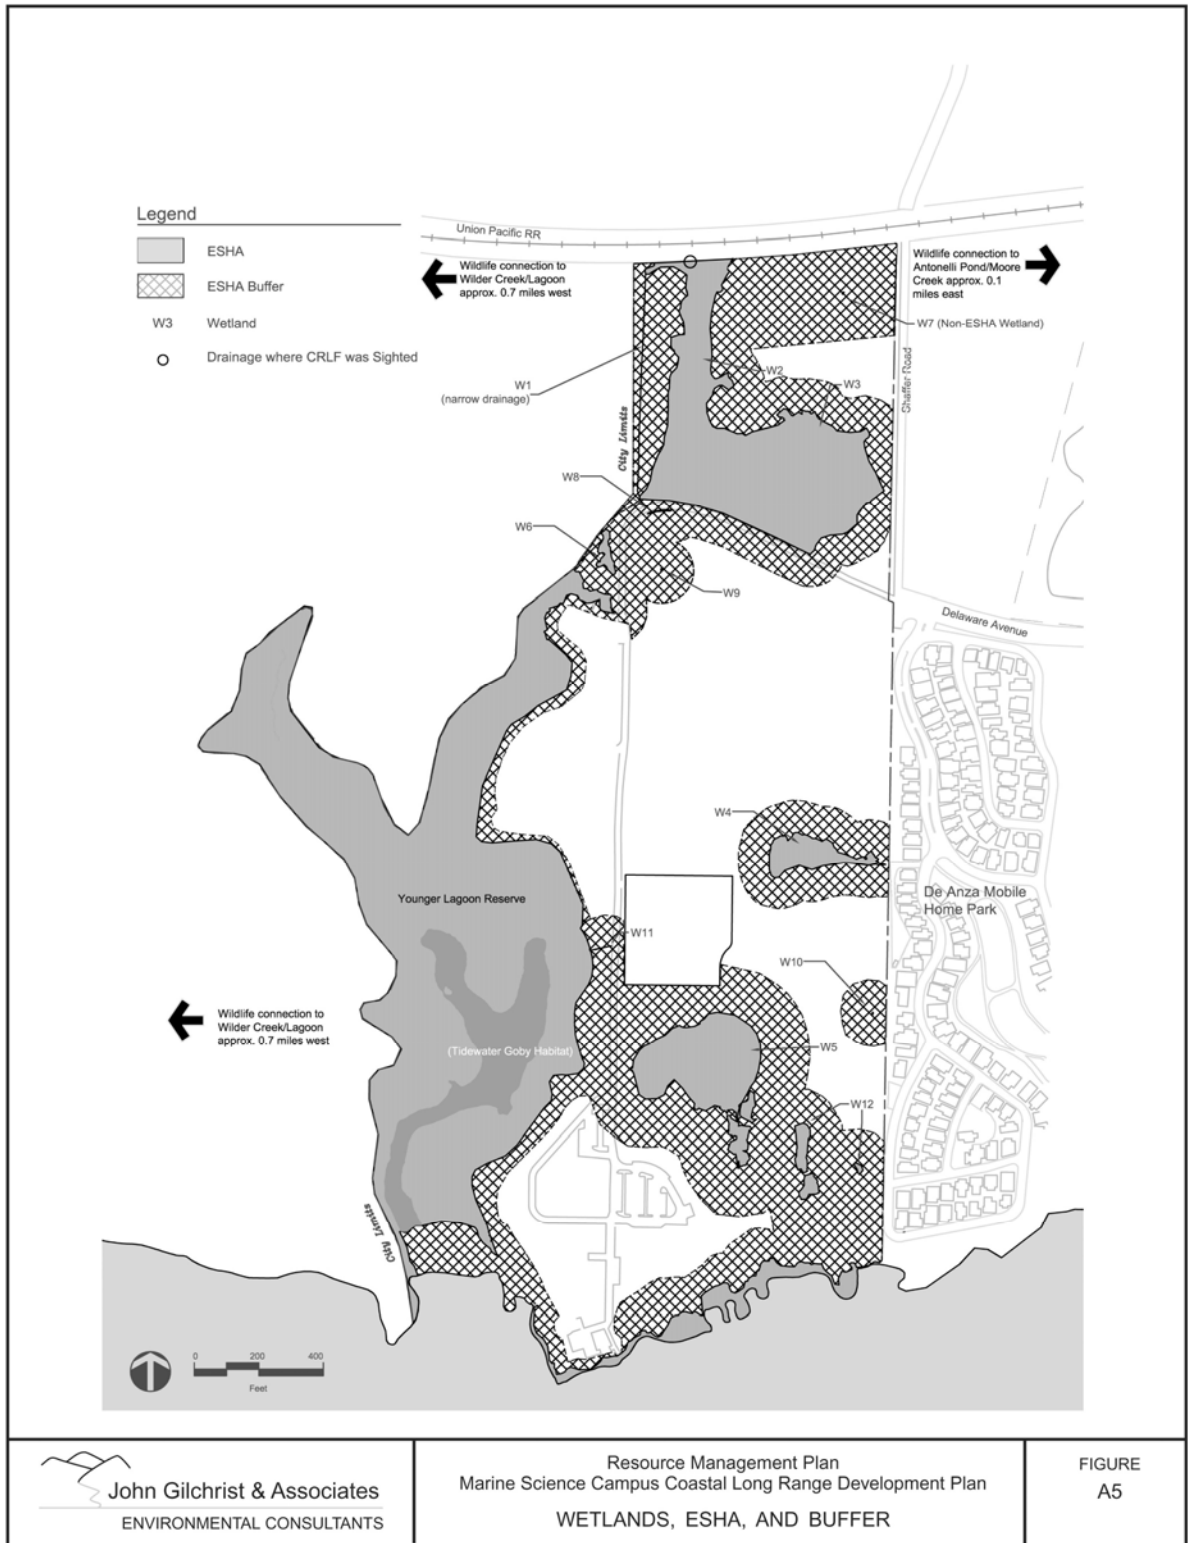 Legend
ESHA
ESHA Buffer
W3 Wetland
Drainage where CRLF was Sighted
Union Pacific RR
Wildlife connection to
Wilder Creek/Lagoon
approx. 0.7 miles west
Wildlife connection to
Antonelli Pond/Moore
Creek approx. 0.1
miles east
W7 (Non-ESHA Wetland)
W1
(narrow drainage)
W2
W3
Shaffer Road
City Limits
W8
W6
W9
Delaware Avenue
W4
De Anza Mobile
Home Park
Younger Lagoon Reserve
W11
W10
Wildlife connection to
Wilder Creek/Lagoon
approx. 0.7 miles west
(Tidewater Goby Habitat)
W5
W12
City Limits
0 200 400
Feet
John Gilchrist & Associates
ENVIRONMENTAL CONSULTANTS
Resource Management Plan
Marine Science Campus Coastal Long Range Development Plan
WETLANDS, ESHA, AND BUFFER
FIGURE
A5